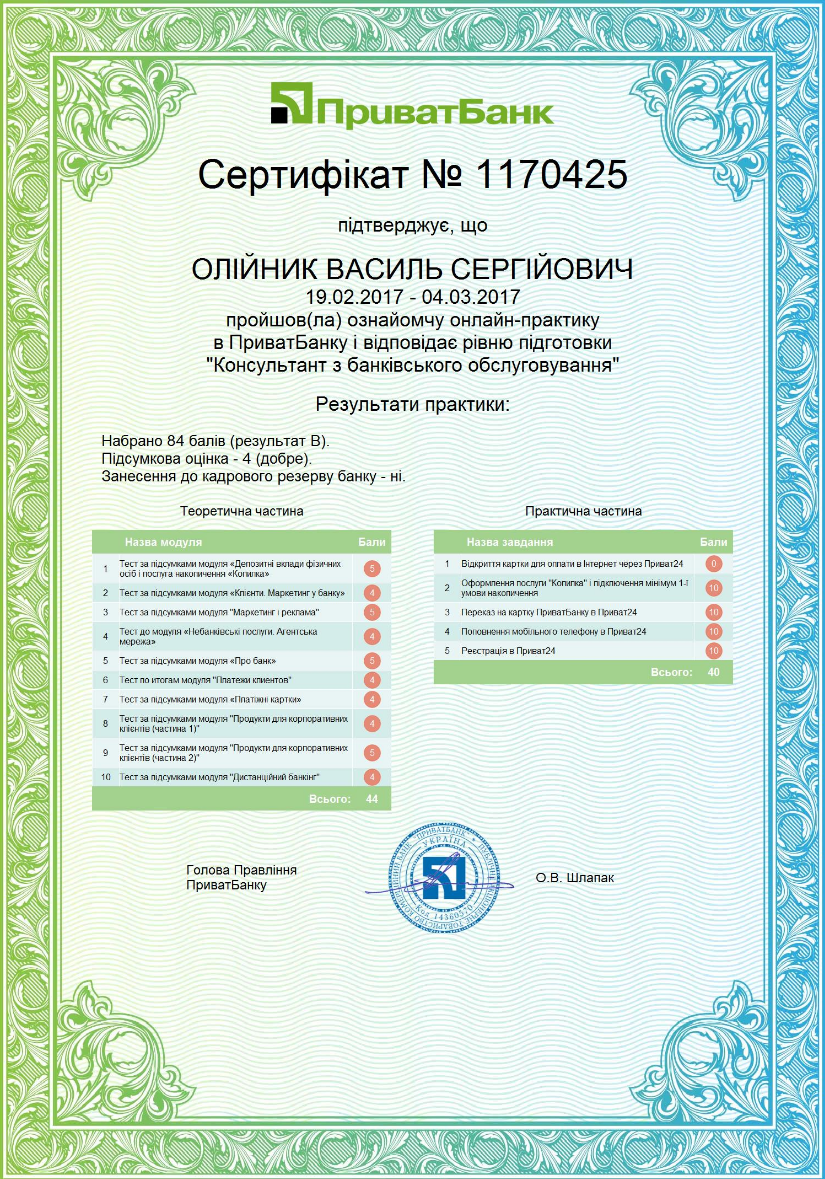 ПриватБанк
Сертифікат № 1170425
підтверджує, що
ОЛІЙНИК ВАСИЛЬ СЕРГІЙОВИЧ
19.02.2017 - 04.03.2017
пройшов(ла) ознайомчу онлайн-практику
в ПриватБанку і відповідає рівню підготовки
"Консультант з банківського обслуговування"
Результати практики:
Набрано 84 балів (результат B).
Підсумкова оцінка - 4 (добре).
Занесення до кадрового резерву банку - ні.
Теоретична частина
Назва модуля Бали
1 Тест за підсумками модуля «Депозитні вклади фізичних
осіб і послуга накопичення «Копилка» 5
2 Тест за підсумками модуля «Клієнти. Маркетинг у банку» 4
3 Тест за підсумками модуля "Маркетинг і реклама" 5
4 Тест до модуля «Небанківські послуги. Агентська
мережа» 4
5 Тест за підсумками модуля «Про банк» 5
6 Тест по итогам модуля "Платежи клиентов" 4
7 Тест за підсумками модуля «Платіжні картки» 4
8 Тест за підсумками модуля "Продукти для корпоративних
клієнтів (частина 1)" 4
9 Тест за підсумками модуля "Продукти для корпоративних
клієнтів (частина 2)" 5
10 Тест за підсумками модуля "Дистанційний банкінг" 4
Всього: 44
Практична частина
Назва завдання Бали
1 Відкриття картки для оплати в Інтернет через Приват24 0
2 Оформлення послуги "Копилка" і підключення мінімум 1-ї
умови накопичення 10
3 Переказ на картку ПриватБанку в Приват24 10
4 Поповнення мобільного телефону в Приват24 10
5 Реєстрація в Приват24 10
Всього: 40
Голова Правління
ПриватБанку
УКРАЇНА
Код 14360570
О.В. Шлапак